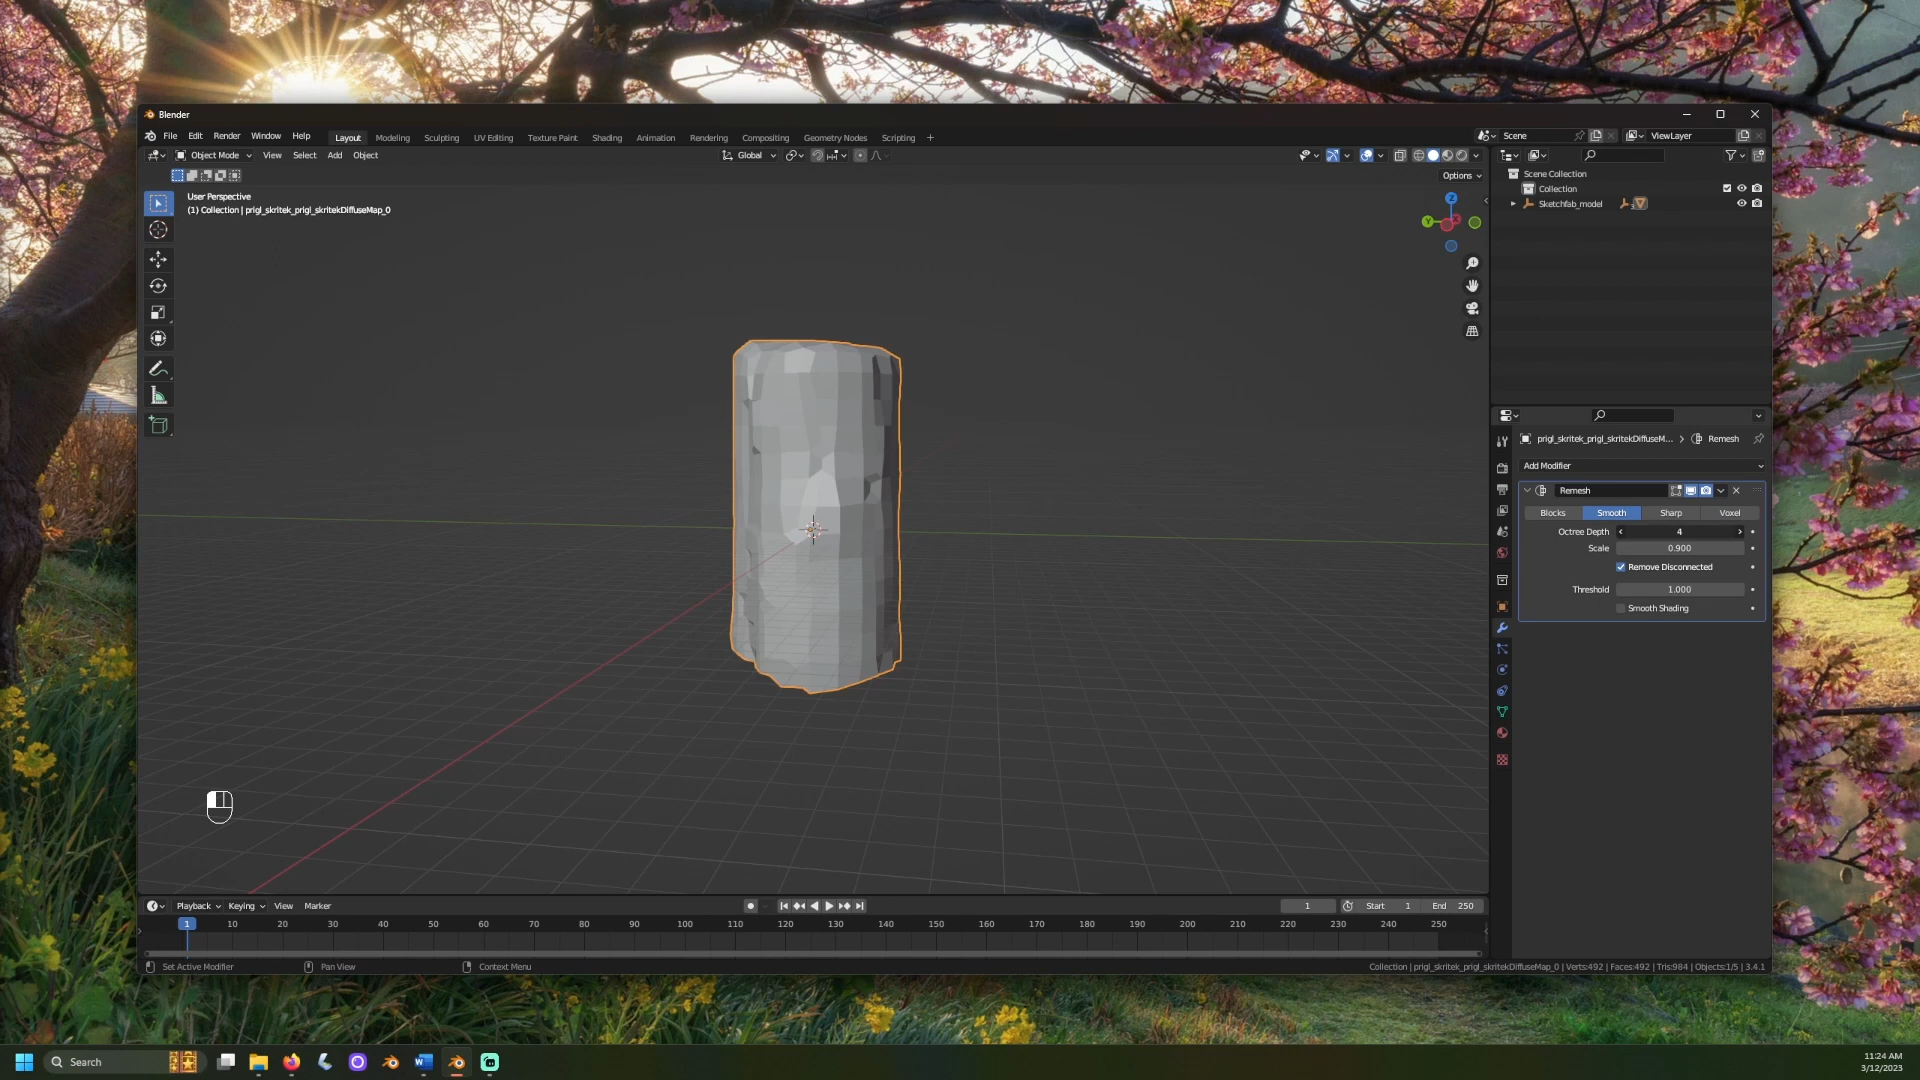 Blender
File Edit Render Window Help Layout Modeling Sculpting UV Editing Texture Paint Shading Animation Rendering Compositing Geometry Nodes Scripting + Scene ViewLayer
Object Mode View Select Add Object Global
Options
User Perspective
(1) Collection | prigl_skritek_prigl_skritekDiffuseMap_0
Z
Y
X
Scene Collection
Collection
Sketchfab_model
prigl_skritek_prigl_skritekDiffuseM... > Remesh
Add Modifier
Remesh
Blocks Smooth Sharp Voxel
Octree Depth 4
Scale 0.900
Remove Disconnected
Threshold 1.000
Smooth Shading
Playback Keying View Marker 1 Start 1 End 250
1 10 20 30 40 50 60 70 80 90 100 110 120 130 140 150 160 170 180 190 200 210 220 230 240 250
Set Active Modifier Pan View Context Menu Collection | prigl_skritek_prigl_skritekDiffuseMap_0 | Verts:492 | Faces:492 | Tris:984 | Objects:1/5 | 3.4.1
Search
11:24 AM
3/12/2023